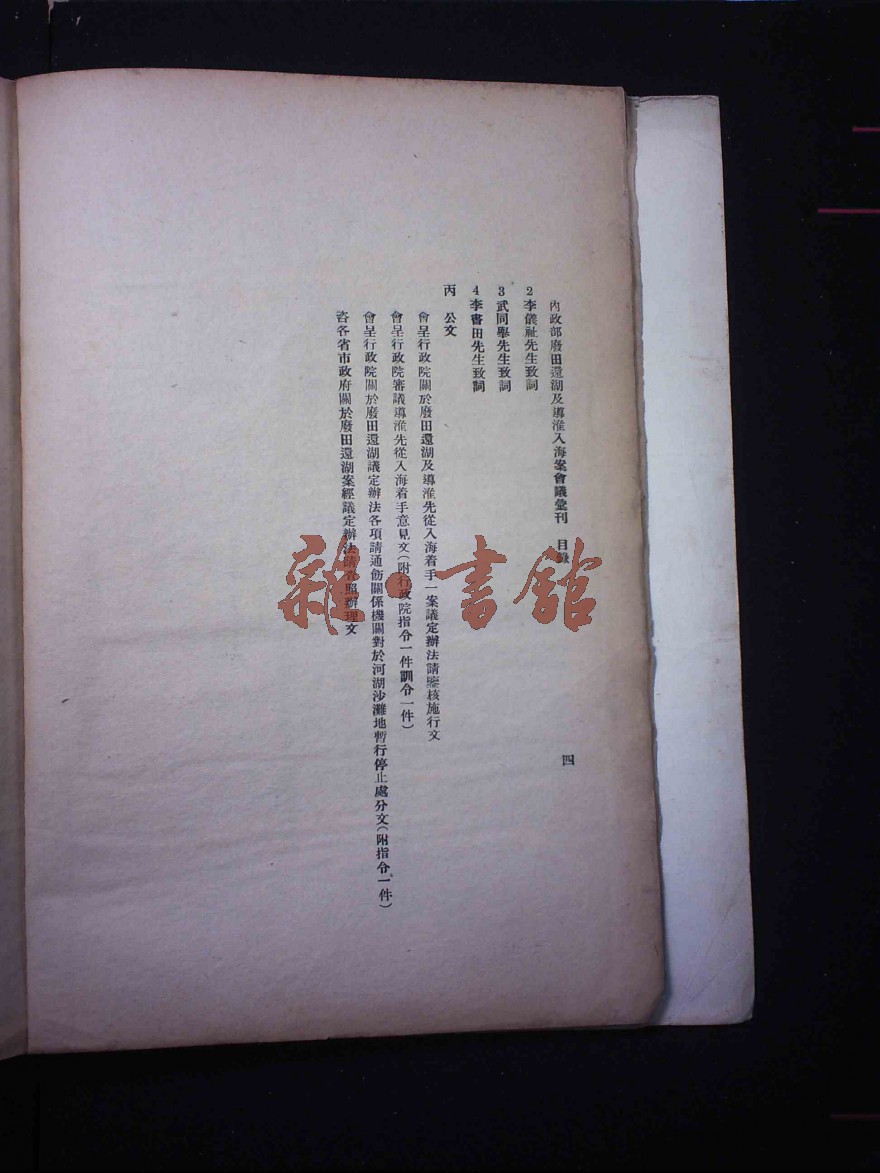 內政部廢田還湖及導淮入海案會議彙刊　目錄
四
2 李儀祉先生致詞
3 武同舉先生致詞
4 李書田先生致詞
丙　公文
會呈行政院關於廢田還湖及導淮先從入海着手一案議定辦法請鑒核施行文
會呈行政院審議導淮先從入海着手意見文(附行政院指令一件訓令一件)
會呈行政院關於廢田還湖議定辦法各項請通飭關係機關對於河湖沙灘地暫行停止處分文(附指令一件)
咨各省市政府關於廢田還湖案經議定辦法請查照辦理文
雜·書館